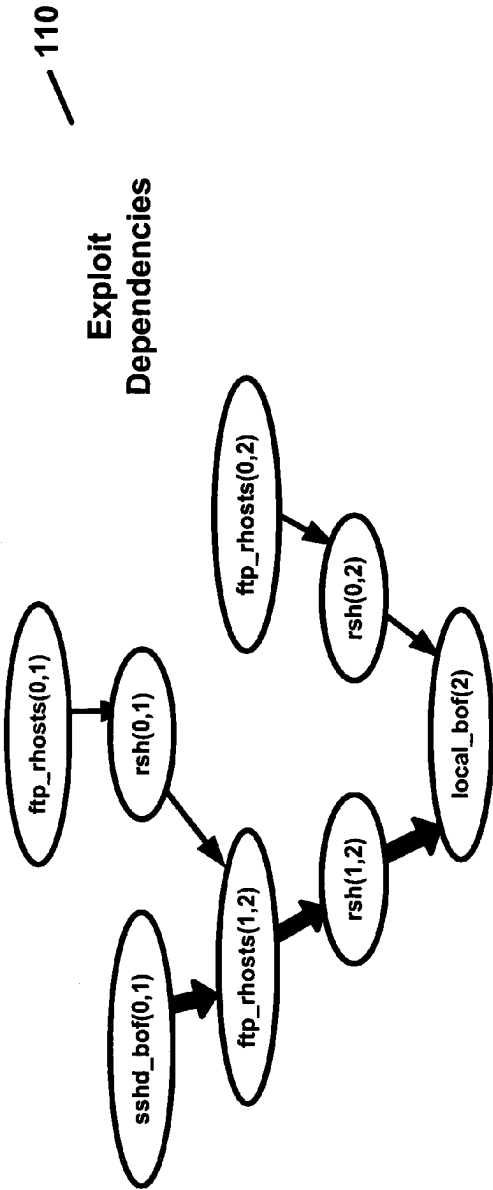 110
Exploit
Dependencies
ftp_rhosts(0,1)
sshd_bof(0,1)
rsh(0,1)
ftp_rhosts(1,2)
ftp_rhosts(0,2)
rsh(1,2)
rsh(0,2)
local_bof(2)